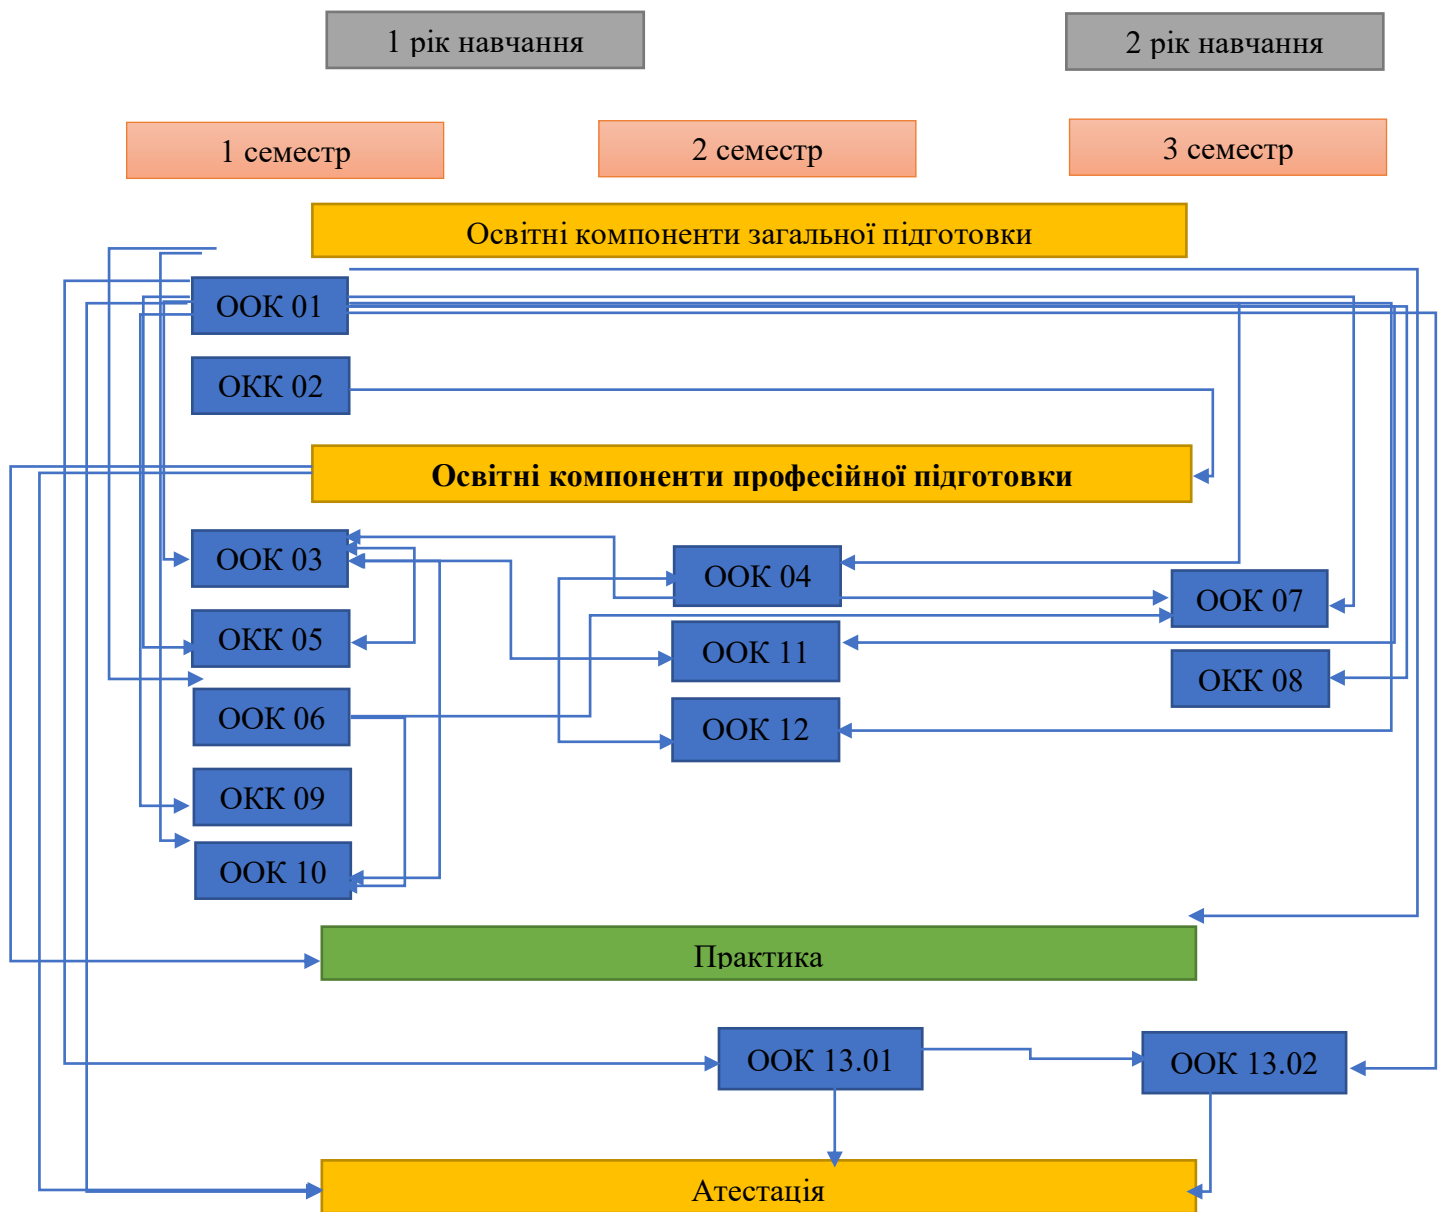 1 рік навчання
2 рік навчання
1 семестр
2 семестр
3 семестр
Освітні компоненти загальної підготовки
ООК 01
ОКК 02
Освітні компоненти професійної підготовки
ООК 03
ООК 04
ООК 07
ОКК 05
ООК 11
ОКК 08
ООК 06
ООК 12
ОКК 09
ООК 10
Практика
ООК 13.01
ООК 13.02
Атестація